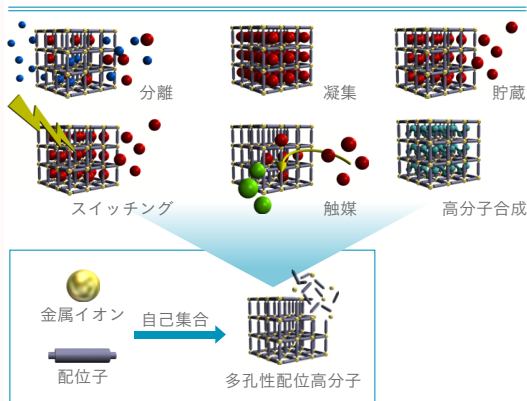 分離
凝集
貯蔵
スイッチング
触媒
高分子合成
金属イオン
自己集合
配位子
多孔性配位高分子